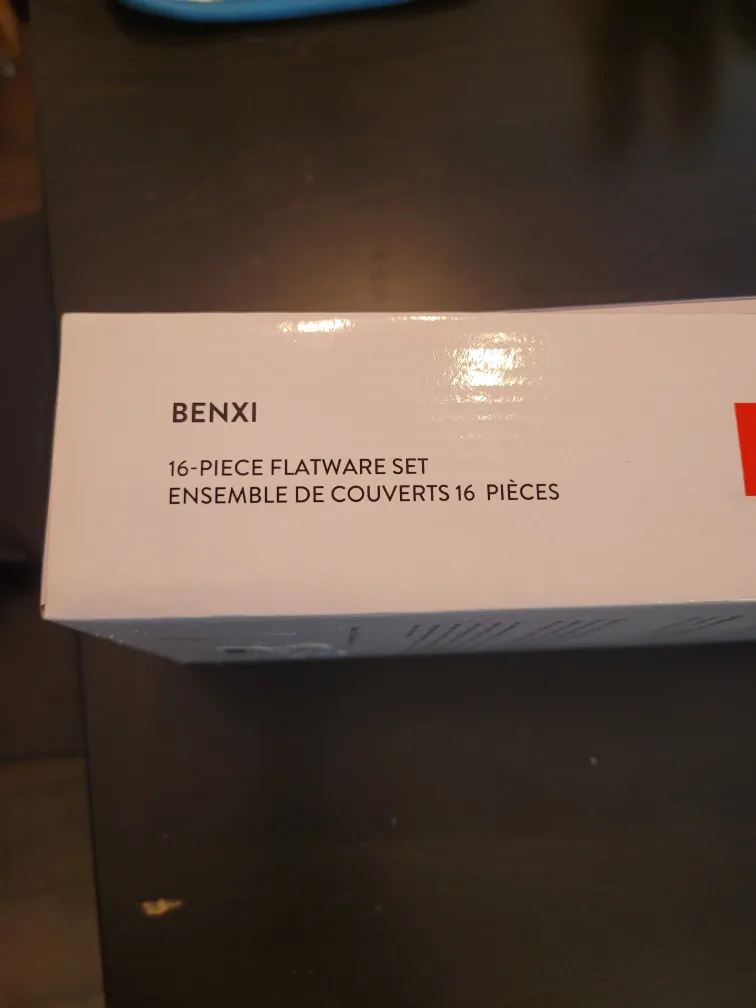 BENXI
16-PIECE FLATWARE SET
ENSEMBLE DE COUVERTS 16 PIÈCES